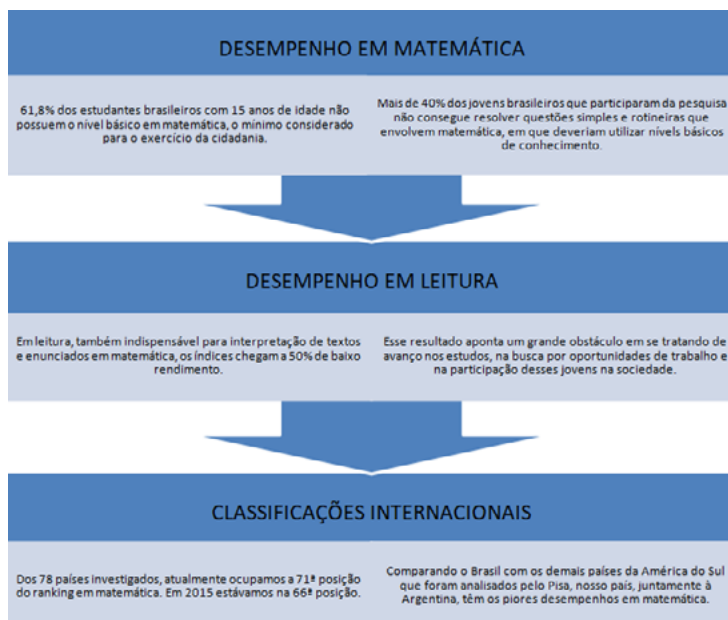 DESEMPENHO EM MATEMÁTICA
61,8% dos estudantes brasileiros com 15 anos de idade não
possuem o nível básico em matemática, o mínimo considerado
para o exercício da cidadania.
Mais de 40% dos jovens brasileiros que participaram da pesquisa
não consegue resolver questões simples e rotineiras que
envolvem matemática, em que deveriam utilizar níveis básicos
de conhecimento.
DESEMPENHO EM LEITURA
Em leitura, também indispensável para interpretação de textos
e enunciados em matemática, os índices chegam a 50% de baixo
rendimento.
Esse resultado aponta um grande obstáculo em se tratando de
avanço nos estudos, na busca por oportunidades de trabalho e
na participação desses jovens na sociedade.
CLASSIFICAÇÕES INTERNACIONAIS
Dos 78 países investigados, atualmente ocupamos a 71ª posição
do ranking em matemática. Em 2015 estávamos na 66ª posição.
Comparando o Brasil com os demais países da América do Sul
que foram analisados pelo Pisa, nosso país, juntamente à
Argentina, têm os piores desempenhos em matemática.